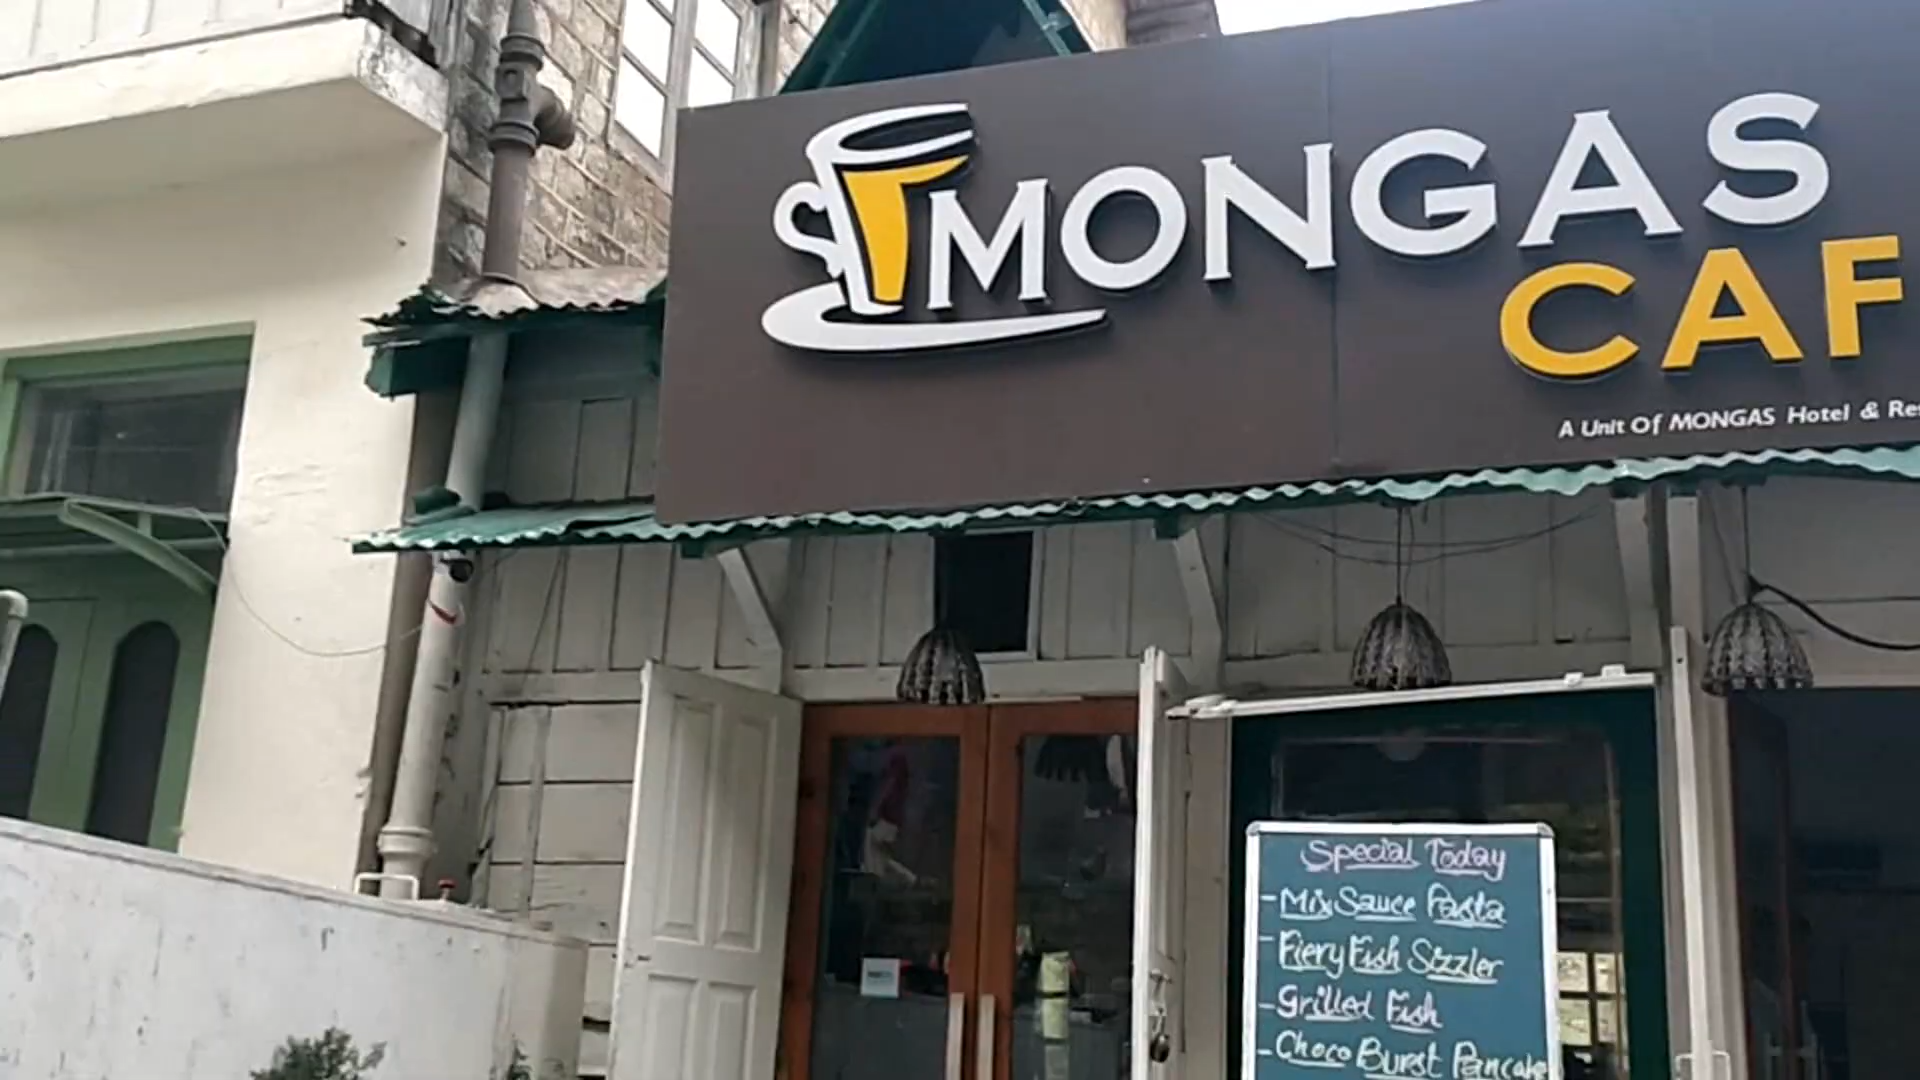 MONGAS
CAF
A Unit Of MONGAS Hotel & Res
Special Today
- Mix Sauce Pasta
- Fiery Fish Sizzler
- Grilled Fish
- Choco Burst Pancake